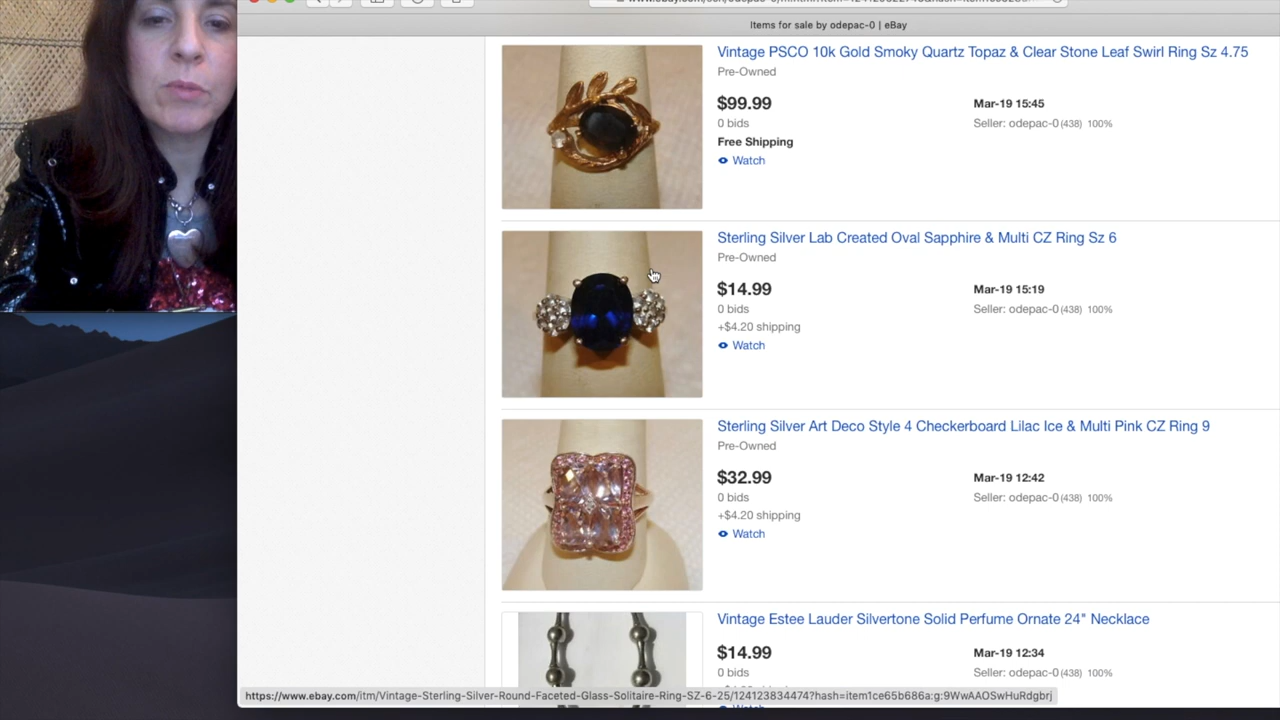 Items for sale by odepac-0 | eBay
Vintage PSCO 10k Gold Smoky Quartz Topaz & Clear Stone Leaf Swirl Ring Sz 4.75
Pre-Owned
$99.99
Mar-19 15:45
0 bids
Seller: odepac-0 (438) 100%
Free Shipping
Watch
Sterling Silver Lab Created Oval Sapphire & Multi CZ Ring Sz 6
Pre-Owned
$14.99
Mar-19 15:19
0 bids
Seller: odepac-0 (438) 100%
+$4.20 shipping
Watch
Sterling Silver Art Deco Style 4 Checkerboard Lilac Ice & Multi Pink CZ Ring 9
Pre-Owned
$32.99
Mar-19 12:42
0 bids
Seller: odepac-0 (438) 100%
+$4.20 shipping
Watch
Vintage Estee Lauder Silvertone Solid Perfume Ornate 24" Necklace
$14.99
Mar-19 12:34
0 bids
Seller: odepac-0 (438) 100%
https://www.ebay.com/itm/Vintage-Sterling-Silver-Round-Faceted-Glass-Solitaire-Ring-SZ-6-25/124123834474?hash=item1ce65b686a:g:9WwAAOSwHuRdgbrj